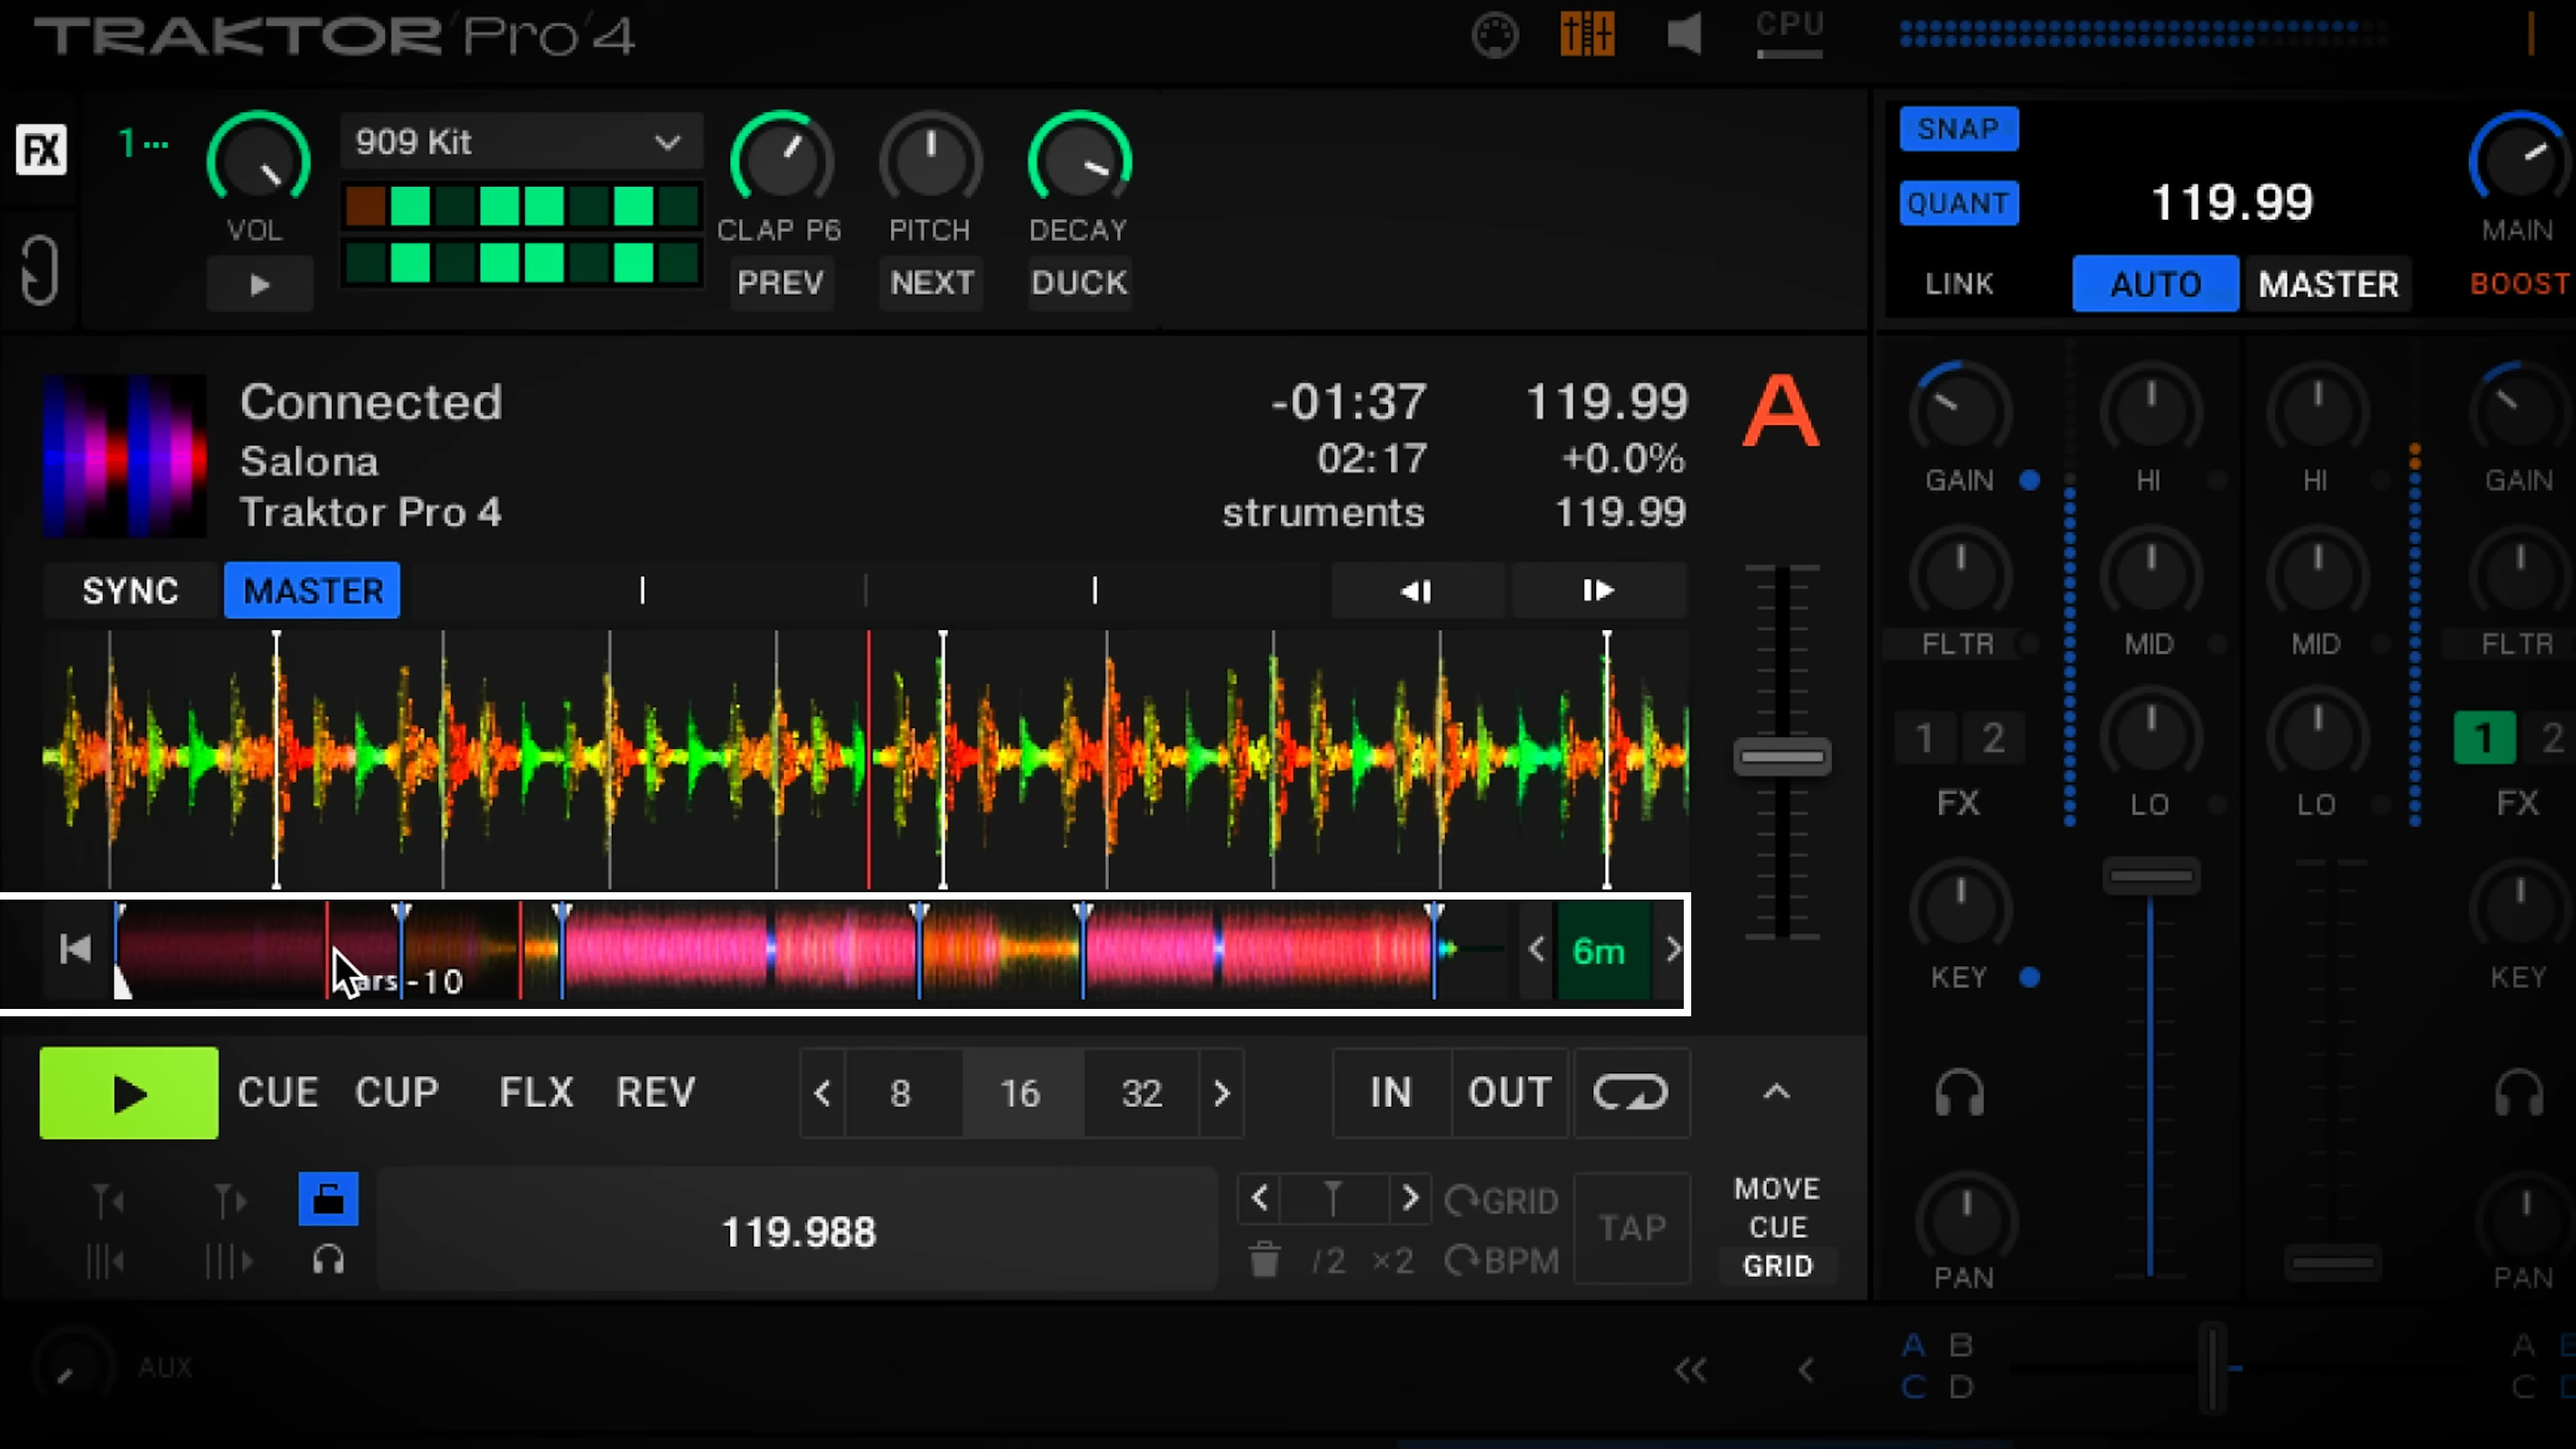 TRAKTOR Pro 4
CPU
FX
1
VOL
909 Kit
CLAP P6
PITCH
DECAY
PREV
NEXT
DUCK
SNAP
QUANT
119.99
LINK
AUTO
MASTER
MAIN
BOOST
Connected
Salona
Traktor Pro 4
-01:37
119.99
02:17
+0.0%
struments
119.99
A
SYNC
MASTER
-10
6m
CUE
CUP
FLX
REV
8
16
32
IN
OUT
119.988
GRID
/2
×2
BPM
TAP
MOVE
CUE
GRID
GAIN
HI
HI
GAIN
FLTR
MID
MID
FLTR
1
2
1
2
FX
LO
LO
FX
KEY
KEY
PAN
PAN
AUX
A B
C D
A
C